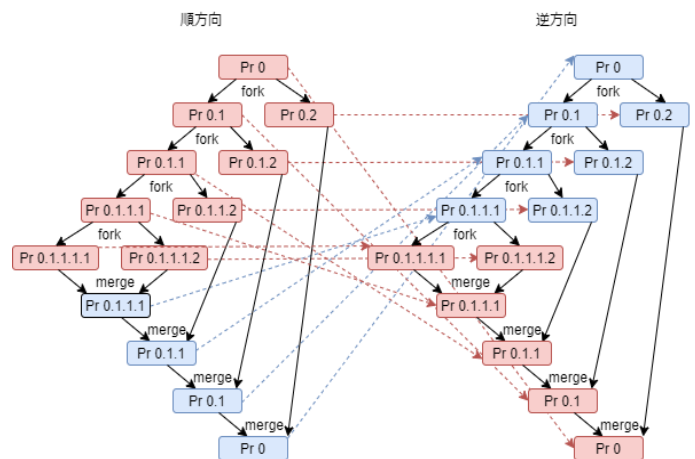 順方向
逆方向
Pr 0
Pr 0
fork
fork
Pr 0.1
Pr 0.2
Pr 0.1
Pr 0.2
fork
fork
Pr 0.1.1
Pr 0.1.2
Pr 0.1.1
Pr 0.1.2
fork
fork
Pr 0.1.1.1
Pr 0.1.1.2
Pr 0.1.1.1
Pr 0.1.1.2
fork
fork
Pr 0.1.1.1.1
Pr 0.1.1.1.2
Pr 0.1.1.1.1
Pr 0.1.1.1.2
merge
merge
Pr 0.1.1.1
Pr 0.1.1.1
merge
merge
Pr 0.1.1
Pr 0.1.1
merge
merge
Pr 0.1
Pr 0.1
merge
merge
Pr 0
Pr 0